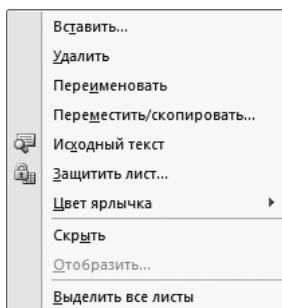 Вставить...
Удалить
Переименовать
Переместить/скопировать...
Исходный текст
Защитить лист...
Цвет ярлычка
Скрыть
Отобразить...
Выделить все листы